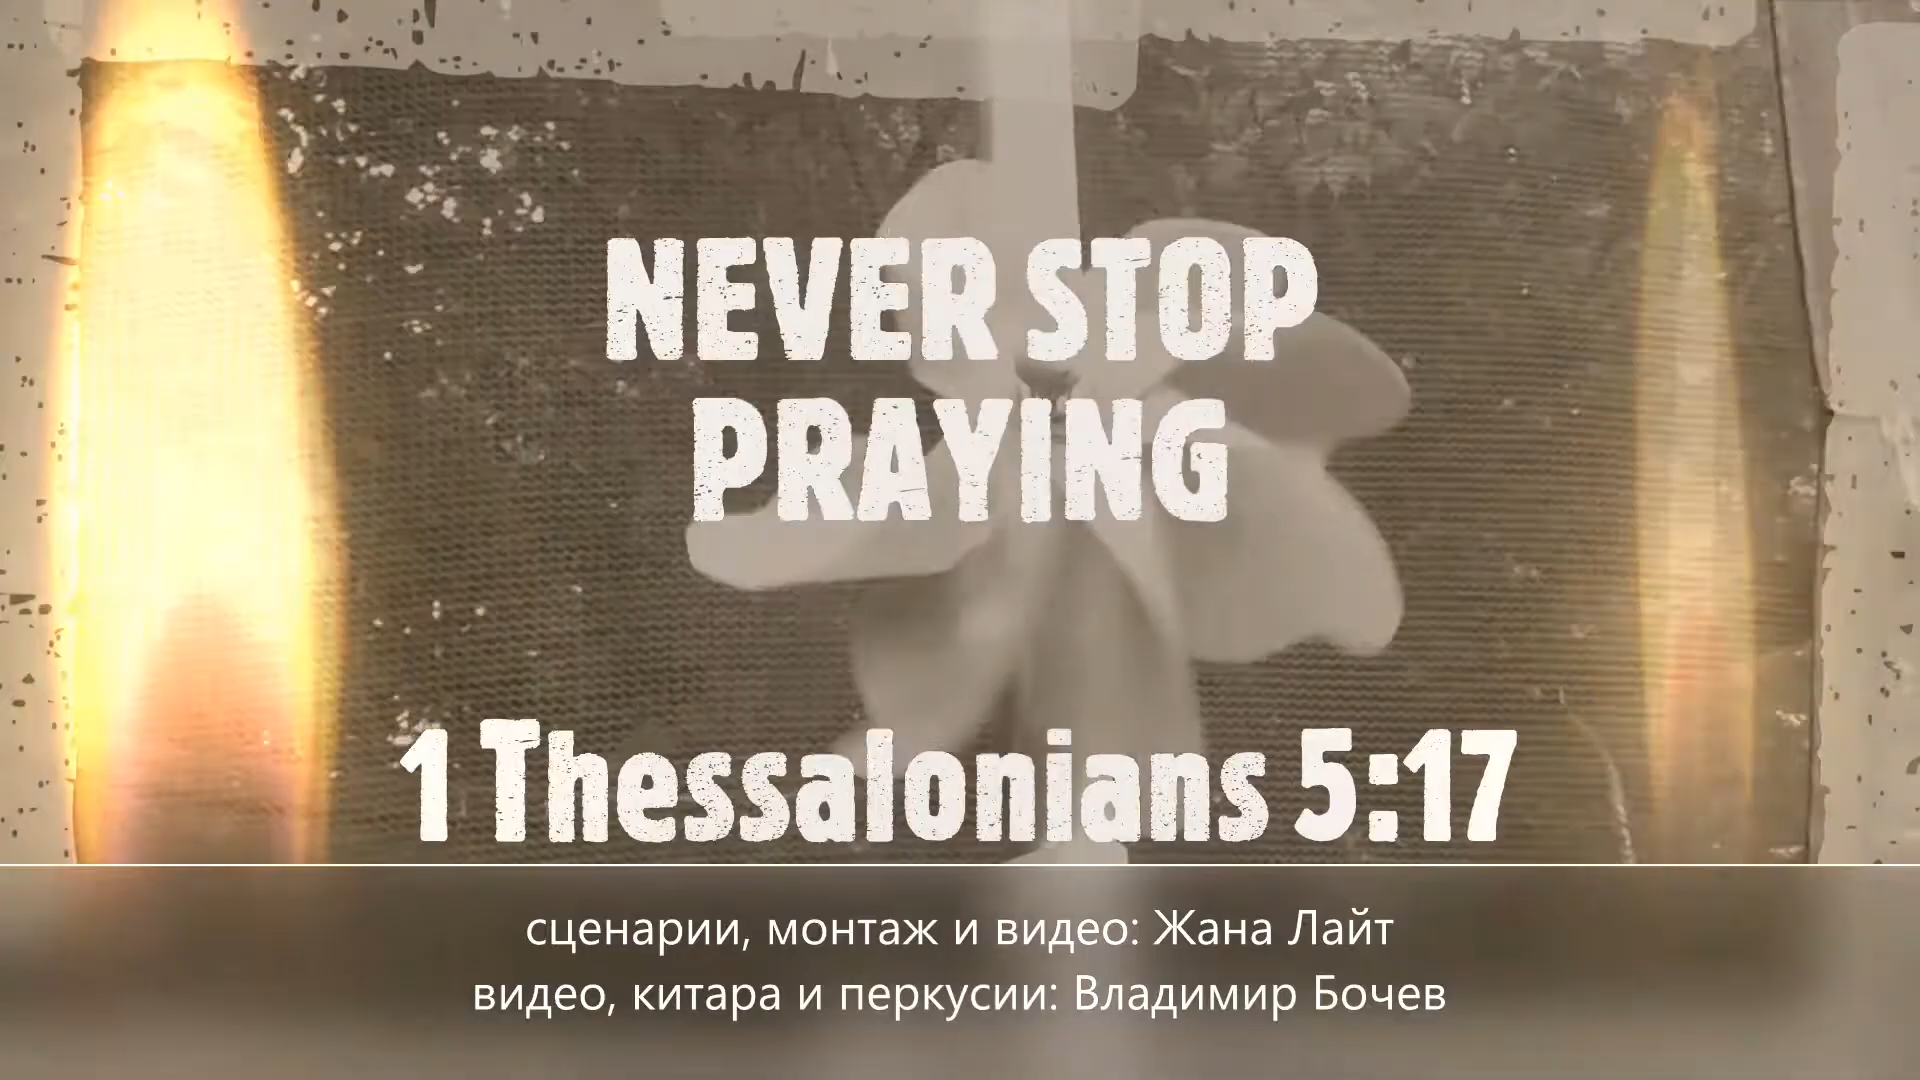 NEVER STOP
PRAYING
1 Thessalonians 5:17
сценарии, монтаж и видео: Жана Лайт
видео, китара и перкусии: Владимир Бочев